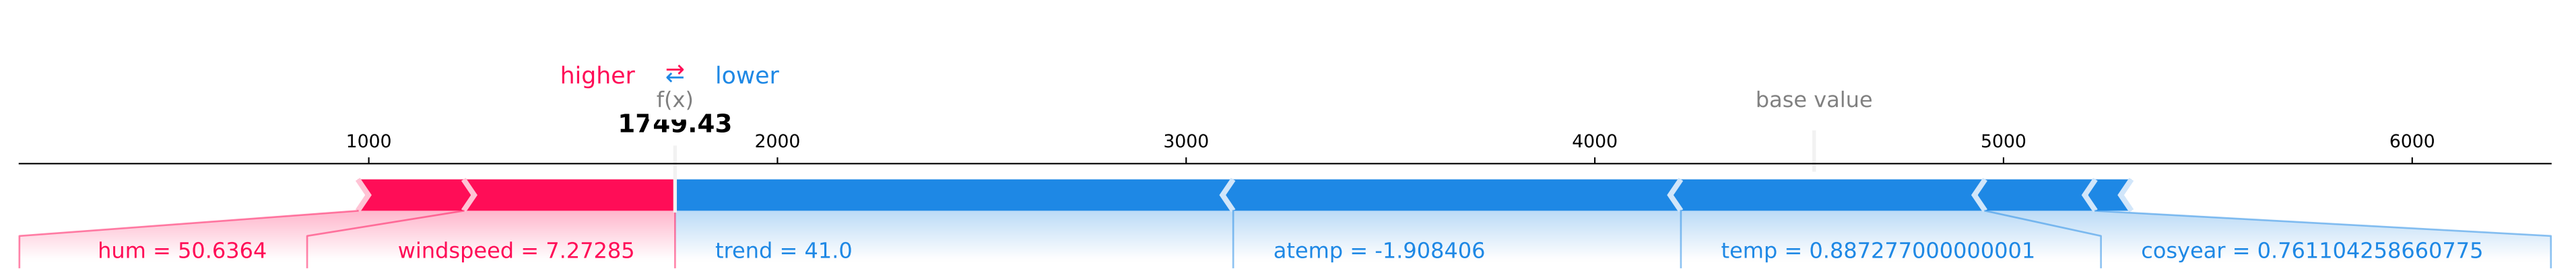 higher ⇄ lower
f(x)
base value
1749.43
1000 2000 3000 4000 5000 6000
hum = 50.6364 windspeed = 7.27285 trend = 41.0 atemp = -1.908406 temp = 0.887277000000001 cosyear = 0.761104258660775